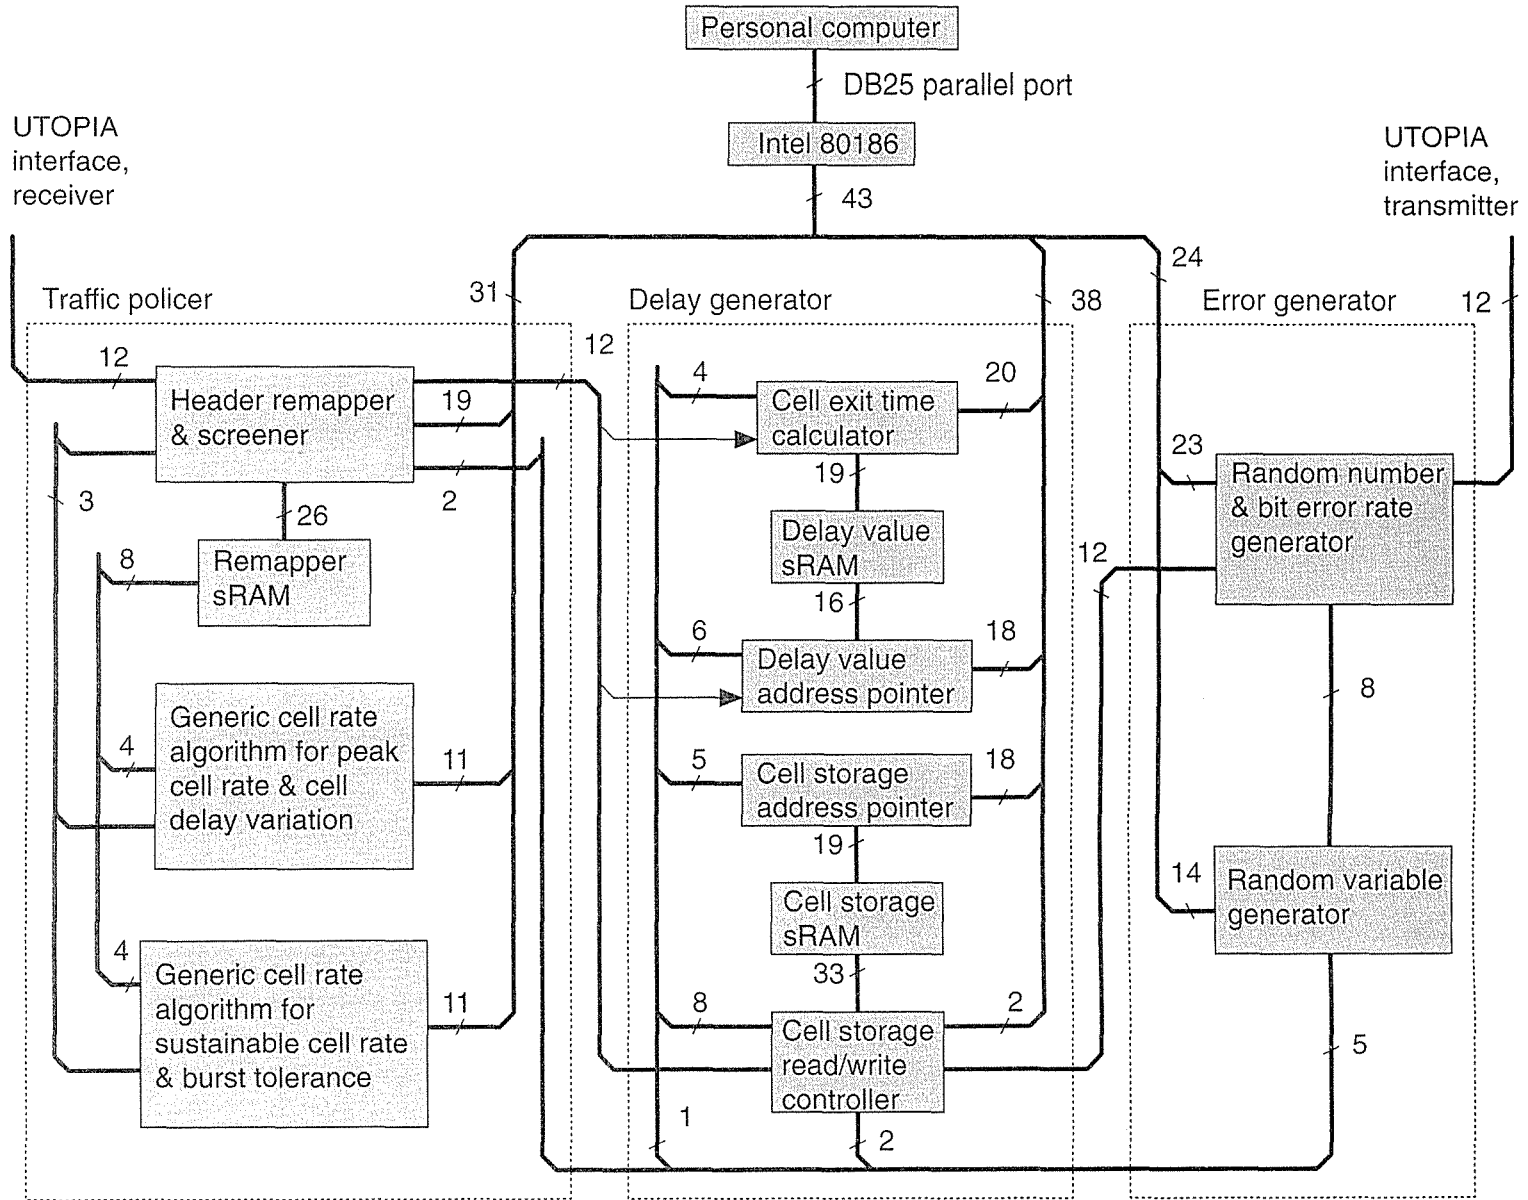 Personal computer
DB25 parallel port
Intel 80186
43
UTOPIA
interface,
receiver
UTOPIA
interface,
transmitter
31
38
24
12
Traffic policer
Delay generator
Error generator
12
Header remapper
& screener
19
2
3
26
8
Remapper
sRAM
4
Generic cell rate
algorithm for peak
cell rate & cell
delay variation
11
4
Generic cell rate
algorithm for
sustainable cell rate
& burst tolerance
11
12
4
Cell exit time
calculator
20
19
Delay value
sRAM
16
6
Delay value
address pointer
18
5
Cell storage
address pointer
18
19
Cell storage
sRAM
33
8
Cell storage
read/write
controller
2
1
2
12
23
Random number
& bit error rate
generator
8
14
Random variable
generator
5